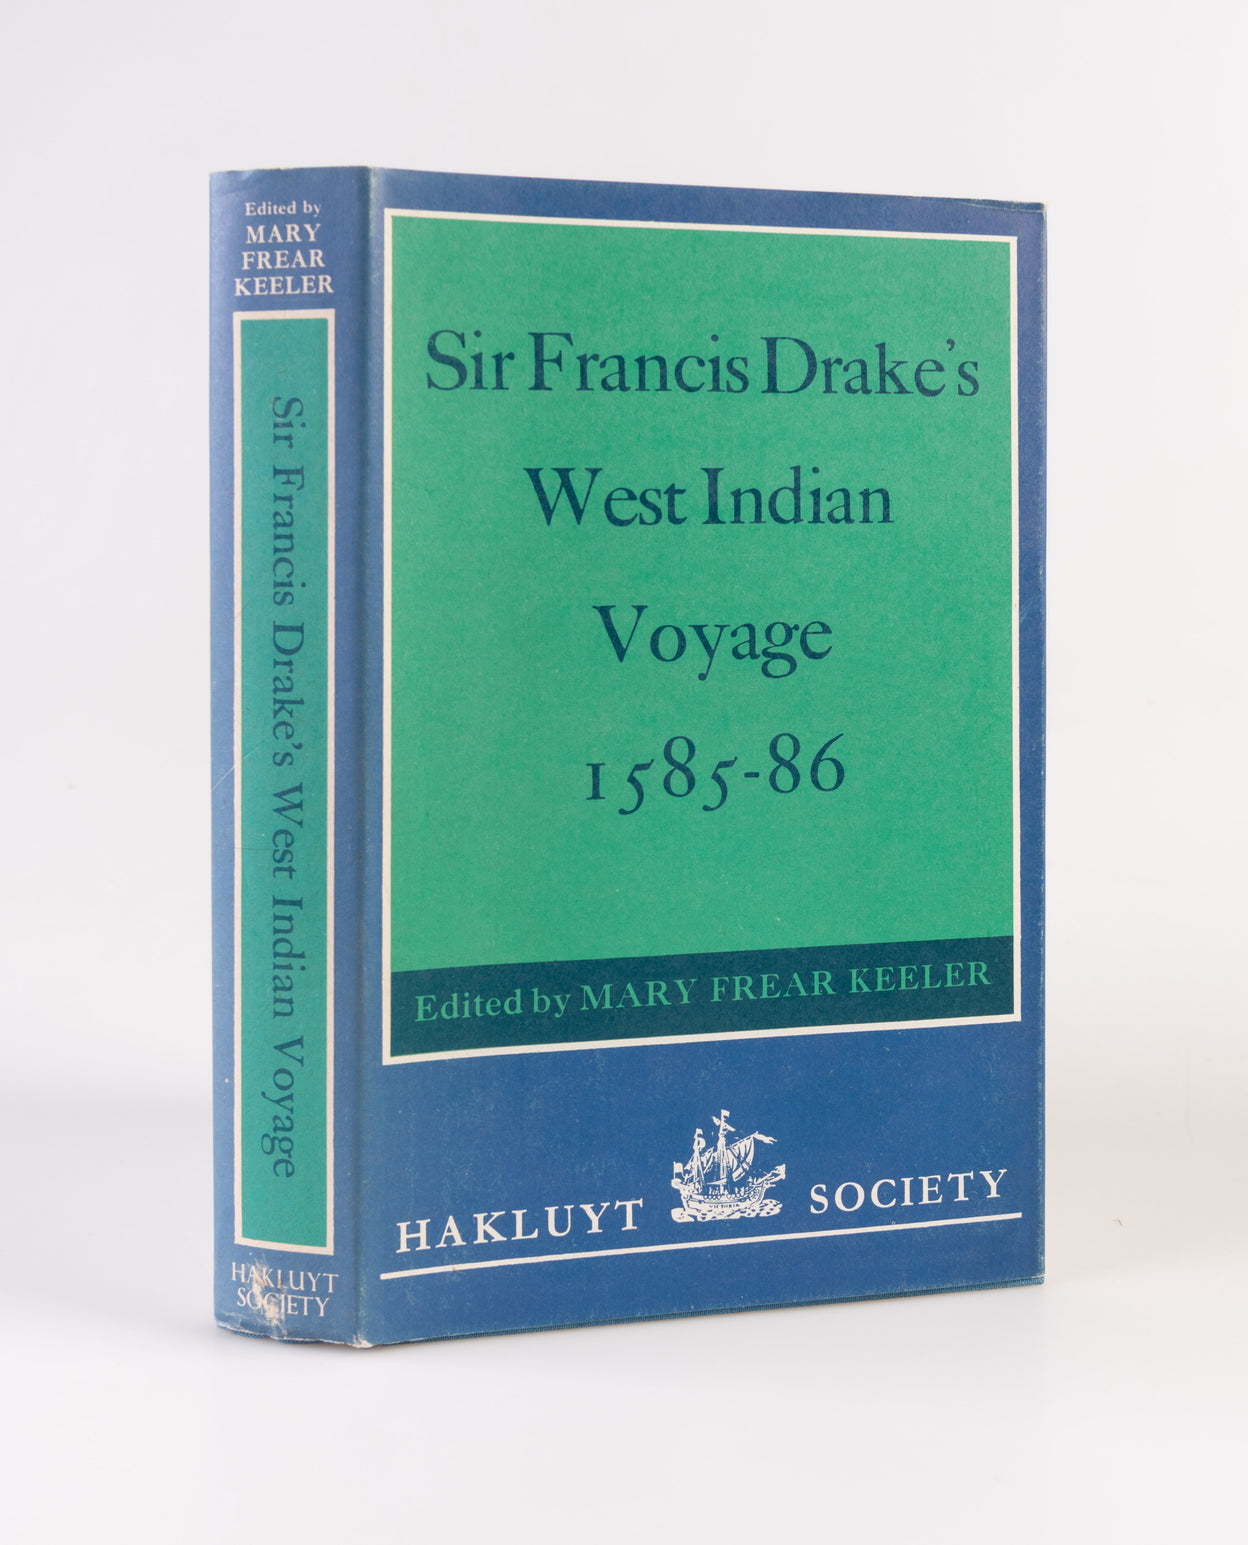 Edited by
MARY
FREAR
KEELER
Sir Francis Drake's West Indian Voyage
HAKLUYT
SOCIETY
Sir Francis Drake's
West Indian
Voyage
1585-86
Edited by MARY FREAR KEELER
HAKLUYT SOCIETY
VICTORIA